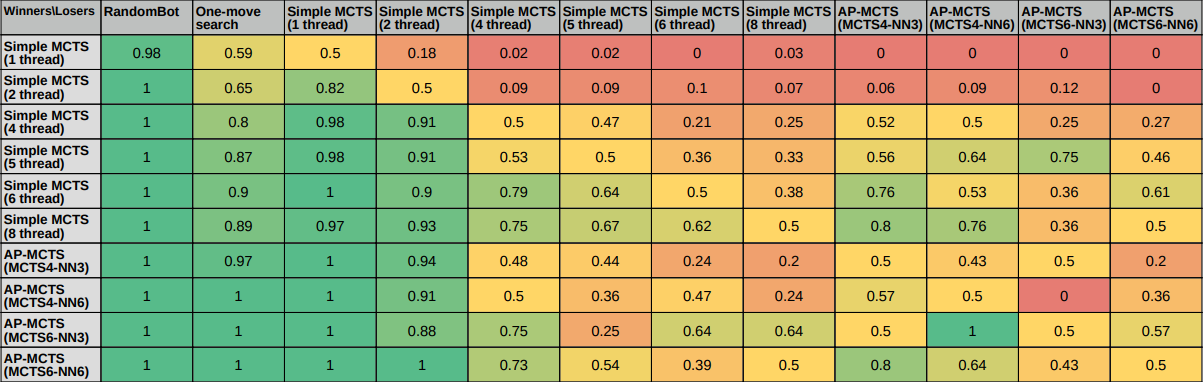 Winners\Losers RandomBot One-move search Simple MCTS (1 thread) Simple MCTS (2 thread) Simple MCTS (4 thread) Simple MCTS (5 thread) Simple MCTS (6 thread) Simple MCTS (8 thread) AP-MCTS (MCTS4-NN3) AP-MCTS (MCTS4-NN6) AP-MCTS (MCTS6-NN3) AP-MCTS (MCTS6-NN6)
Simple MCTS (1 thread) 0.98 0.59 0.5 0.18 0.02 0.02 0 0.03 0 0 0 0
Simple MCTS (2 thread) 1 0.65 0.82 0.5 0.09 0.09 0.1 0.07 0.06 0.09 0.12 0
Simple MCTS (4 thread) 1 0.8 0.98 0.91 0.5 0.47 0.21 0.25 0.52 0.5 0.25 0.27
Simple MCTS (5 thread) 1 0.87 0.98 0.91 0.53 0.5 0.36 0.33 0.56 0.64 0.75 0.46
Simple MCTS (6 thread) 1 0.9 1 0.9 0.79 0.64 0.5 0.38 0.76 0.53 0.36 0.61
Simple MCTS (8 thread) 1 0.89 0.97 0.93 0.75 0.67 0.62 0.5 0.8 0.76 0.36 0.5
AP-MCTS (MCTS4-NN3) 1 0.97 1 0.94 0.48 0.44 0.24 0.2 0.5 0.43 0.5 0.2
AP-MCTS (MCTS4-NN6) 1 1 1 0.91 0.5 0.36 0.47 0.24 0.57 0.5 0 0.36
AP-MCTS (MCTS6-NN3) 1 1 1 0.88 0.75 0.25 0.64 0.64 0.5 1 0.5 0.57
AP-MCTS (MCTS6-NN6) 1 1 1 1 0.73 0.54 0.39 0.5 0.8 0.64 0.43 0.5